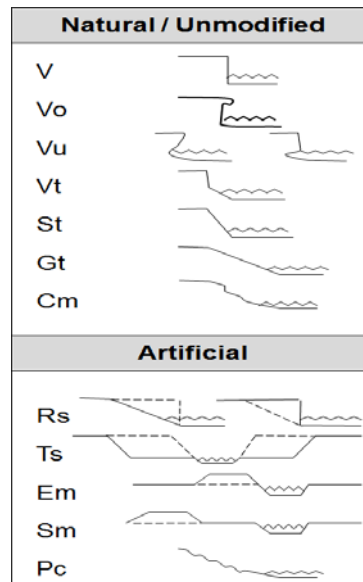 Natural / Unmodified
V
Vo
Vu
Vt
St
Gt
Cm
Artificial
Rs
Ts
Em
Sm
Pc